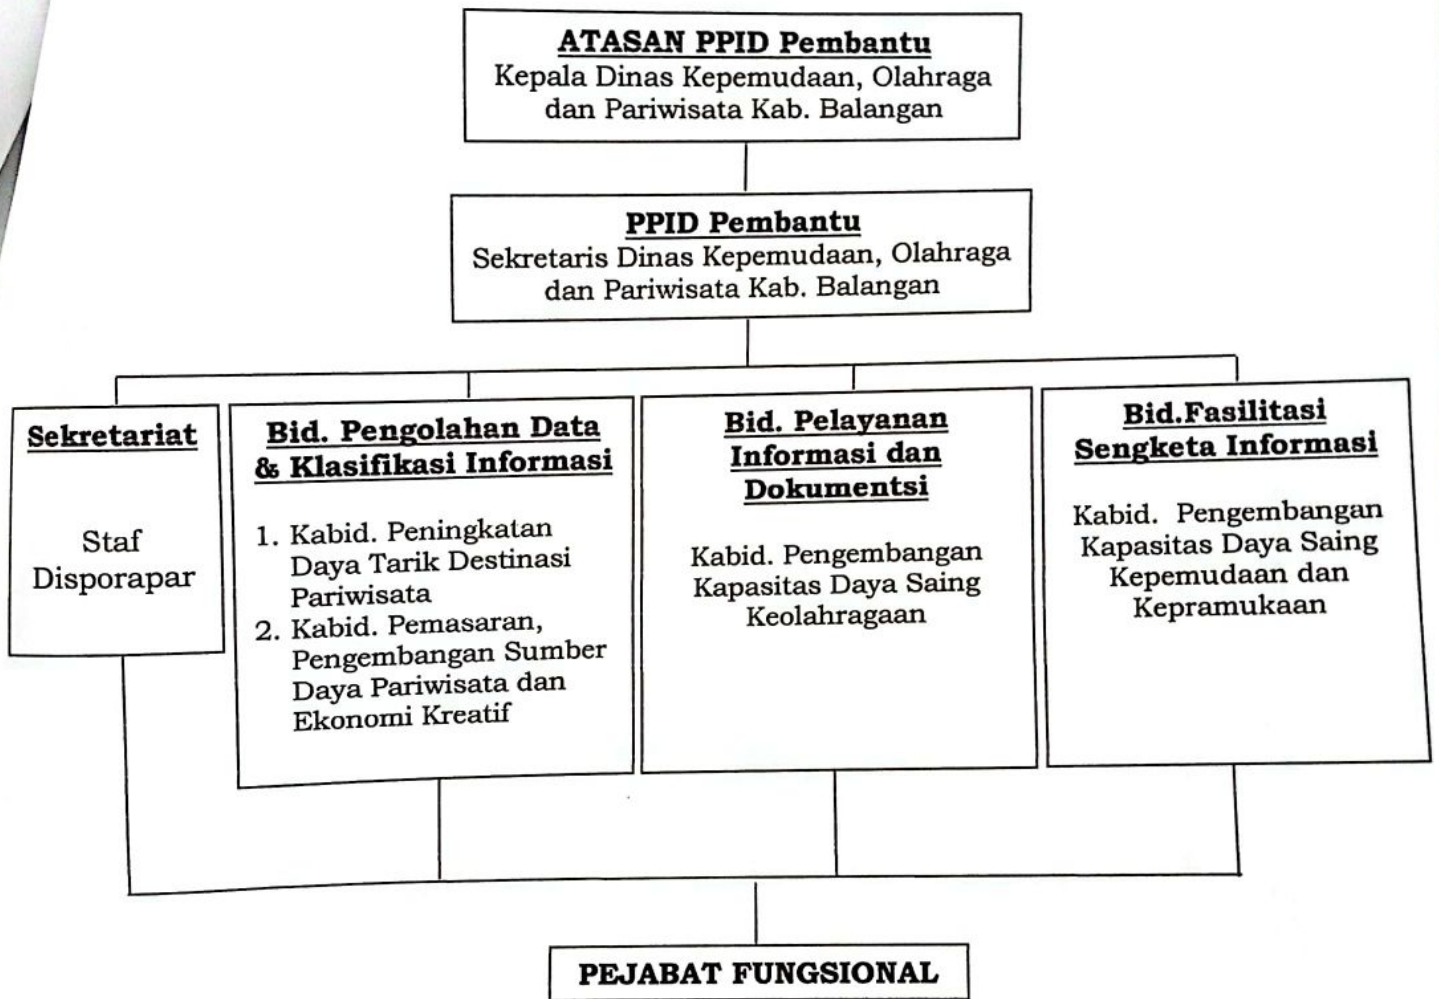 ATASAN PPID Pembantu
Kepala Dinas Kepemudaan, Olahraga
dan Pariwisata Kab. Balangan
PPID Pembantu
Sekretaris Dinas Kepemudaan, Olahraga
dan Pariwisata Kab. Balangan
Sekretariat
Staf
Disporapar
Bid. Pengolahan Data
& Klasifikasi Informasi
1. Kabid. Peningkatan
Daya Tarik Destinasi
Pariwisata
2. Kabid. Pemasaran,
Pengembangan Sumber
Daya Pariwisata dan
Ekonomi Kreatif
Bid. Pelayanan
Informasi dan
Dokumentsi
Kabid. Pengembangan
Kapasitas Daya Saing
Keolahragaan
Bid.Fasilitasi
Sengketa Informasi
Kabid. Pengembangan
Kapasitas Daya Saing
Kepemudaan dan
Kepramukaan
PEJABAT FUNGSIONAL